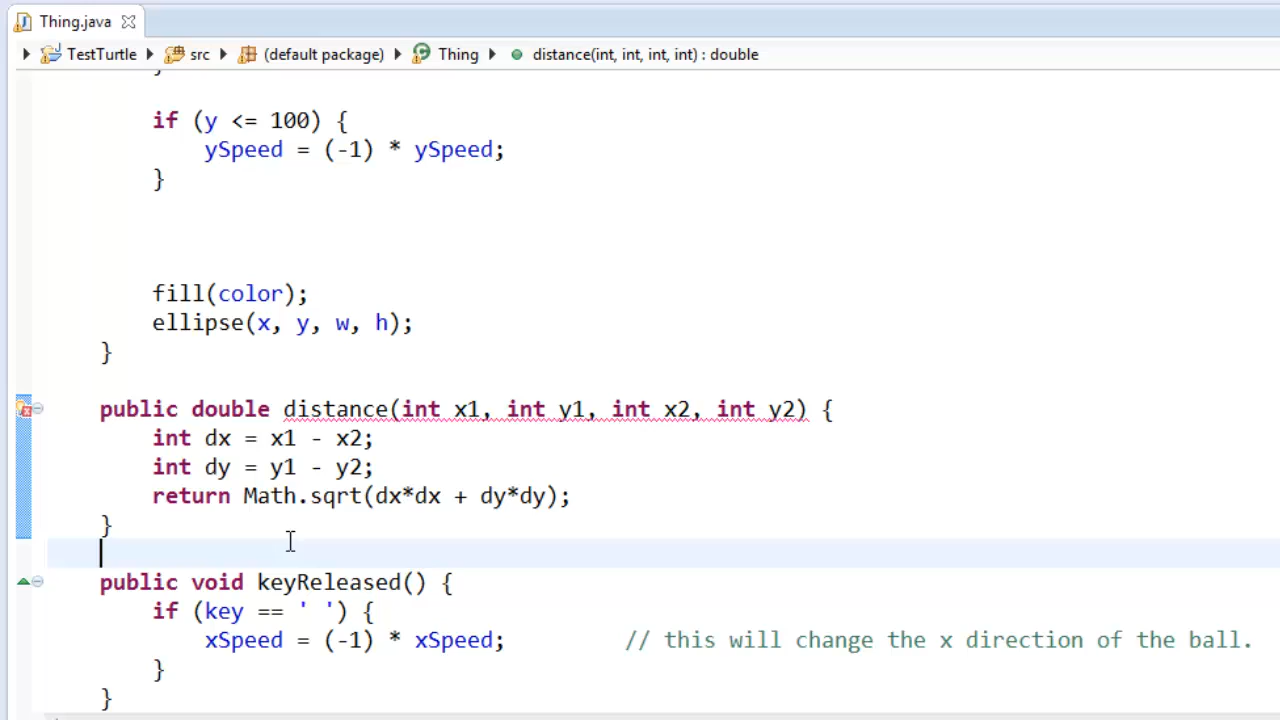 Thing.java
TestTurtle src (default package) Thing distance(int, int, int, int) : double
if (y <= 100) {
ySpeed = (-1) * ySpeed;
}
fill(color);
ellipse(x, y, w, h);
}
public double distance(int x1, int y1, int x2, int y2) {
int dx = x1 - x2;
int dy = y1 - y2;
return Math.sqrt(dx*dx + dy*dy);
}
public void keyReleased() {
if (key == ' ') {
xSpeed = (-1) * xSpeed; // this will change the x direction of the ball.
}
}